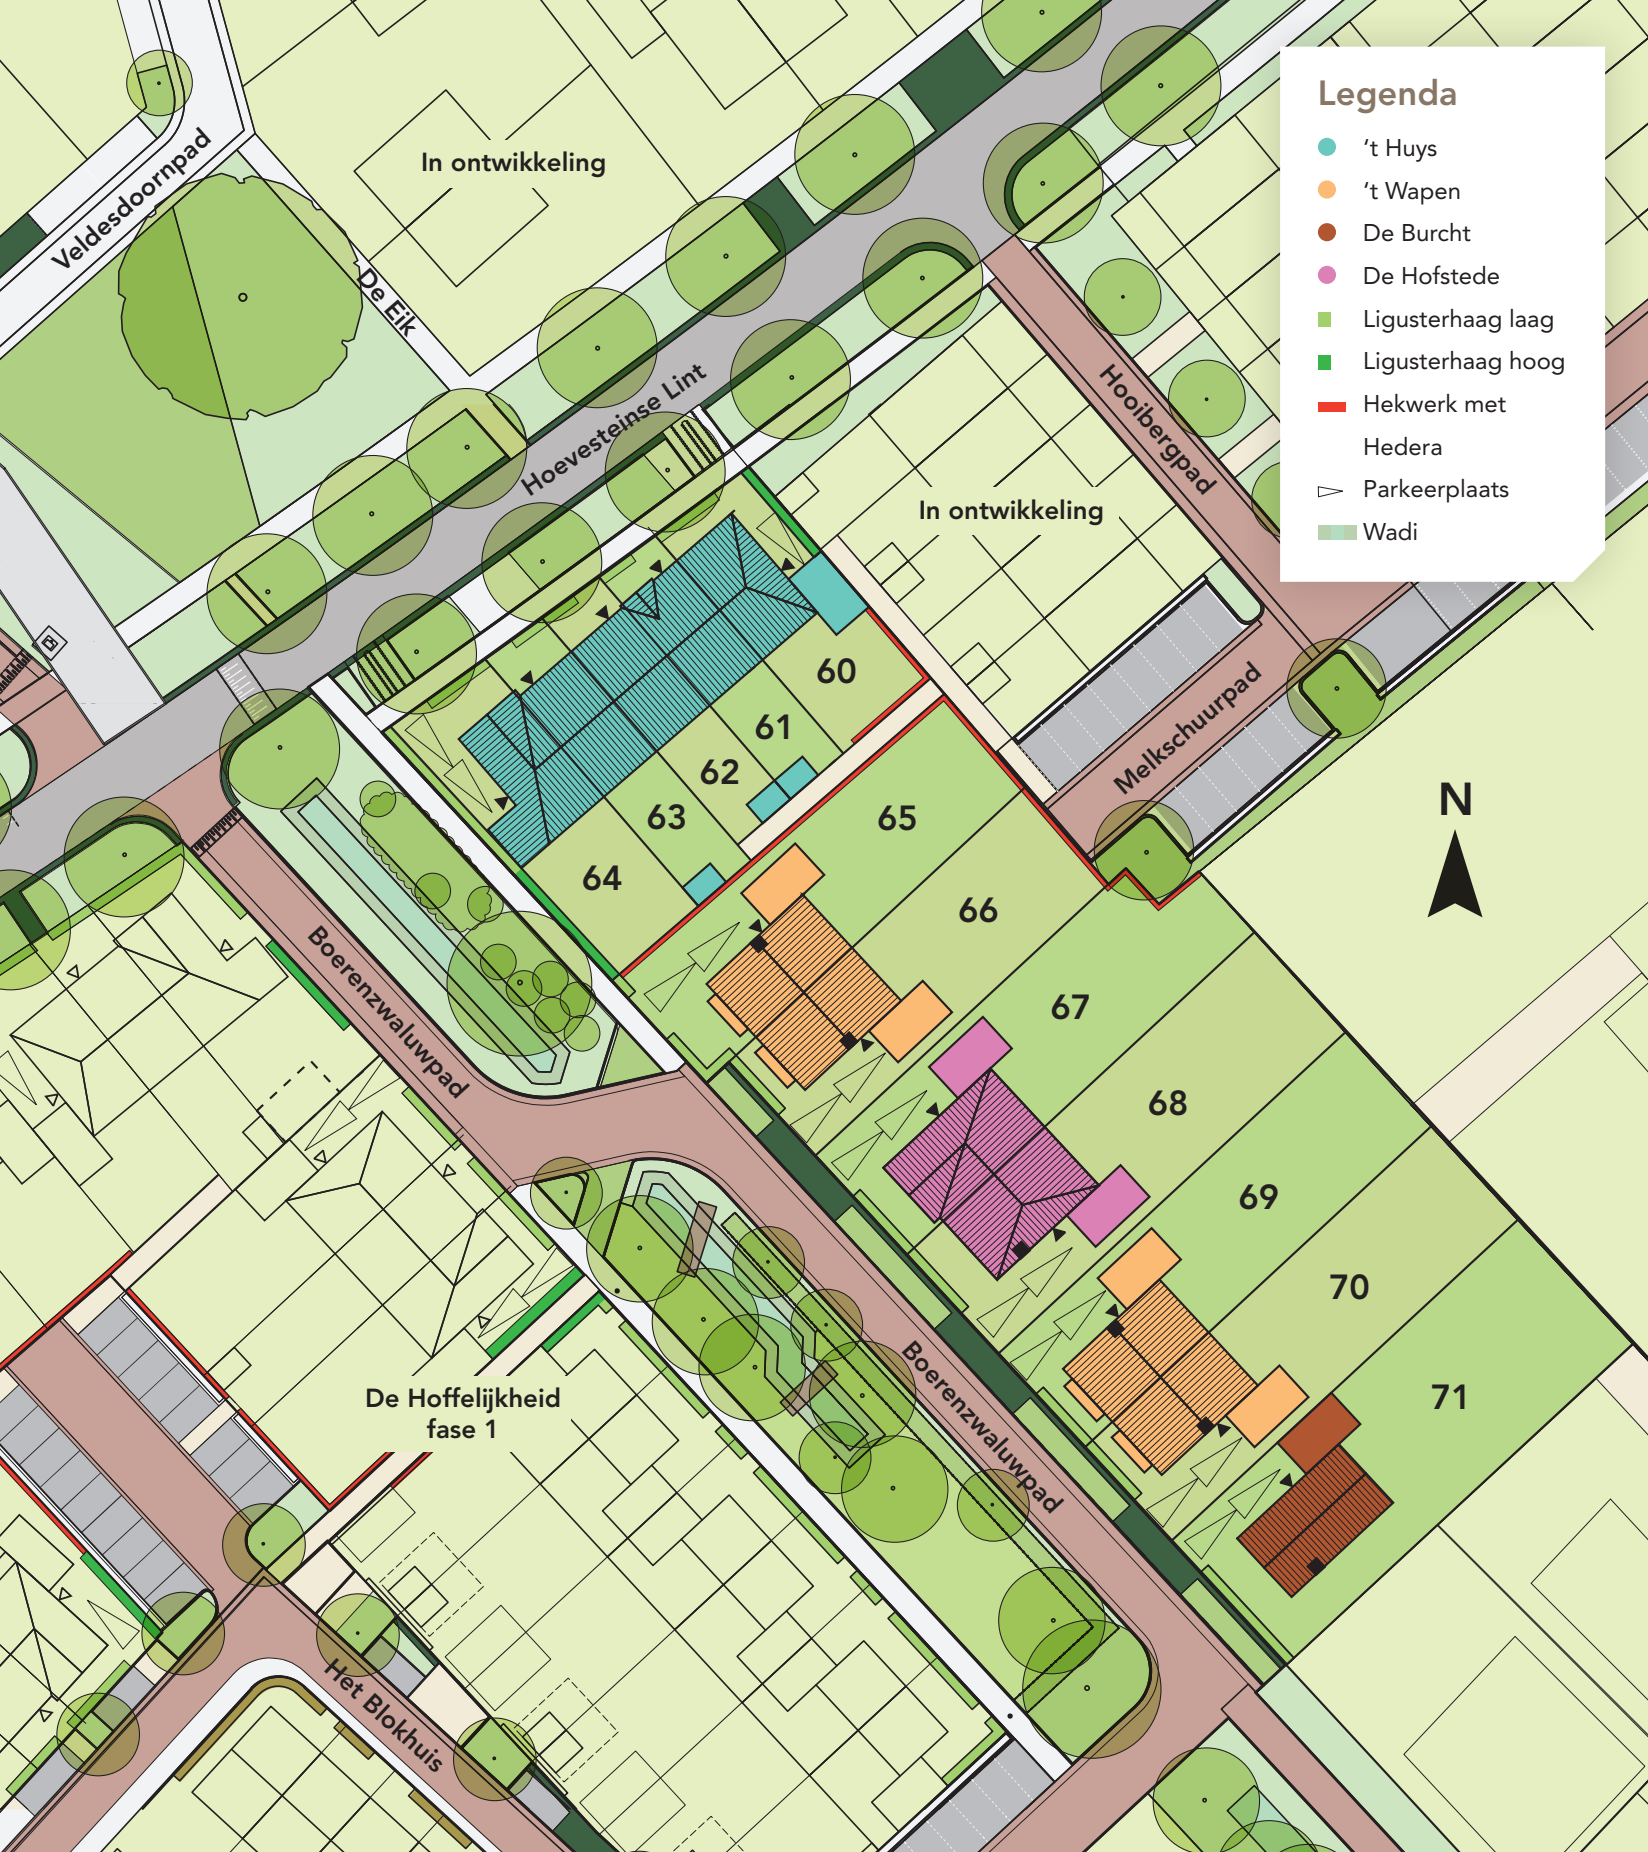 Legenda
't Huys
't Wapen
De Burcht
De Hofstede
Ligusterhaag laag
Ligusterhaag hoog
Hekwerk met
Hedera
Parkeerplaats
Wadi
Veldesdoornpad
In ontwikkeling
De Eik
Hoevesteinse Lint
Hooibergpad
In ontwikkeling
Melkschuurpad
N
60
61
62
63
64
65
66
67
68
69
70
71
Boerenzwaluwpad
Boerenzwaluwpad
De Hoffelijkheid
fase 1
Het Blokhuis